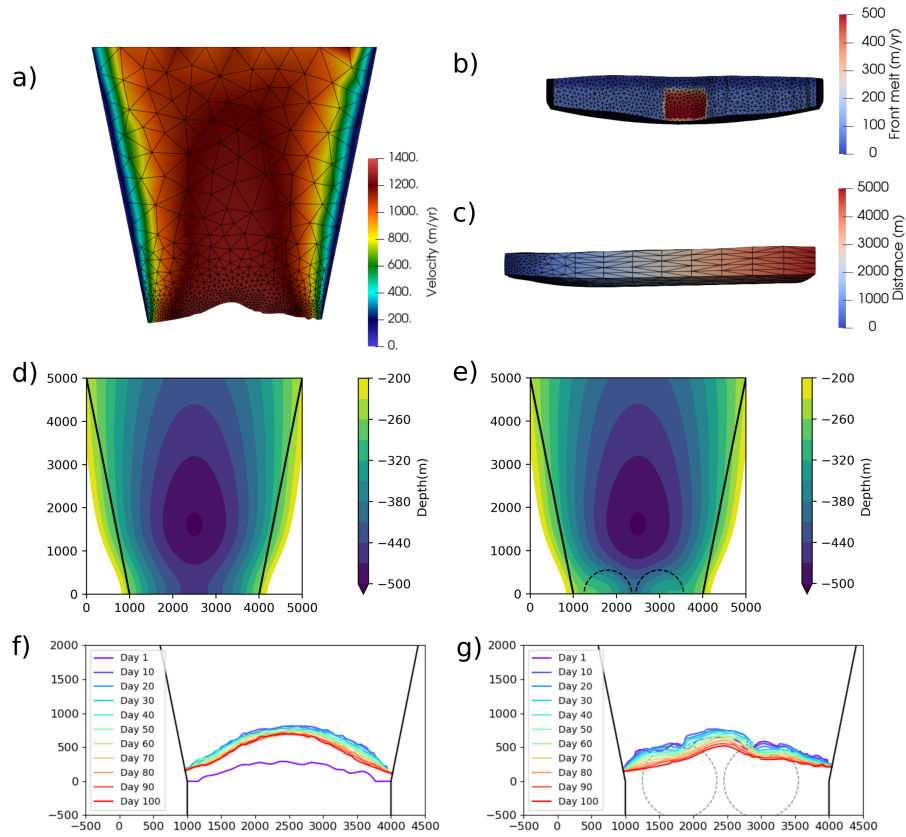 a)
1400.
1200.
1000.
800.
600.
400.
200.
0.
Velocity (m/yr)
b)
500
400
300
200
100
0
Front melt (m/yr)
c)
5000
4000
3000
2000
1000
0
Distance (m)
d)
5000
4000
3000
2000
1000
0
0 1000 2000 3000 4000 5000
−200
−260
−320
−380
−440
−500
Depth(m)
e)
5000
4000
3000
2000
1000
0
0 1000 2000 3000 4000 5000
−200
−260
−320
−380
−440
−500
Depth(m)
f)
2000
1500
1000
500
0
−500
−500 0 500 1000 1500 2000 2500 3000 3500 4000 4500
Day 1
Day 10
Day 20
Day 30
Day 40
Day 50
Day 60
Day 70
Day 80
Day 90
Day 100
g)
2000
1500
1000
500
0
−500
−500 0 500 1000 1500 2000 2500 3000 3500 4000 4500
Day 1
Day 10
Day 20
Day 30
Day 40
Day 50
Day 60
Day 70
Day 80
Day 90
Day 100